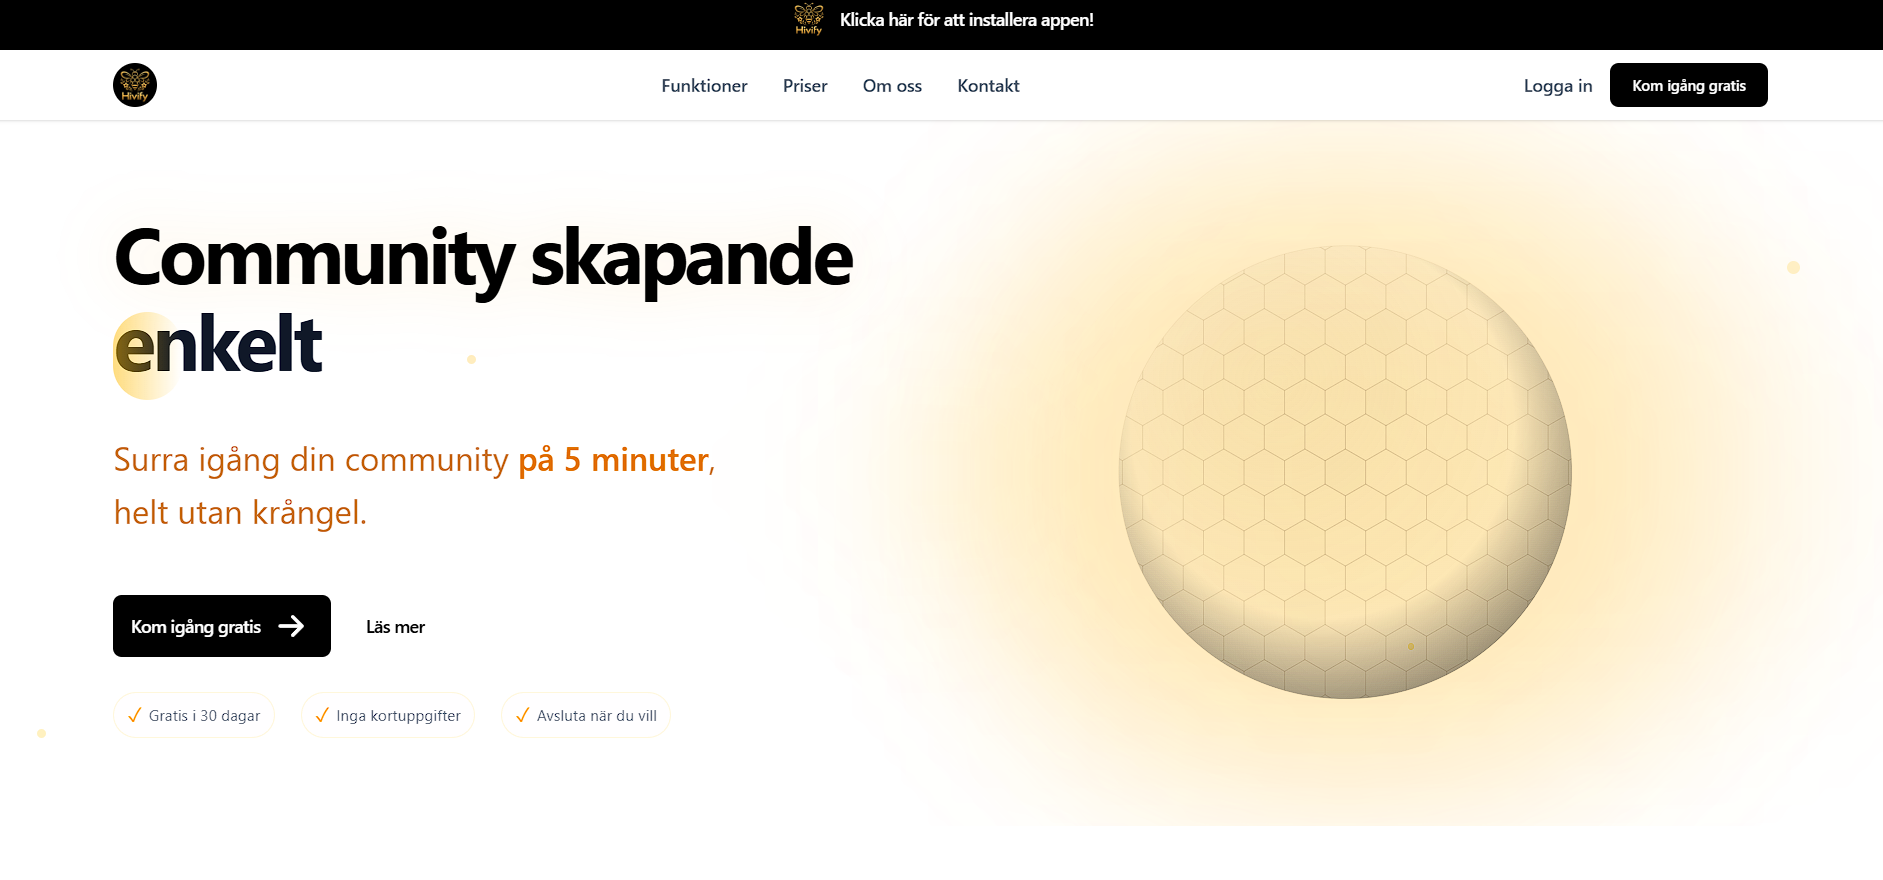 Hivify
Klicka här för att installera appen!
Hivify
Funktioner
Priser
Om oss
Kontakt
Logga in
Kom igång gratis
Community skapande
enkelt
Surra igång din community på 5 minuter,
helt utan krångel.
Kom igång gratis
Läs mer
✓ Gratis i 30 dagar
✓ Inga kortuppgifter
✓ Avsluta när du vill